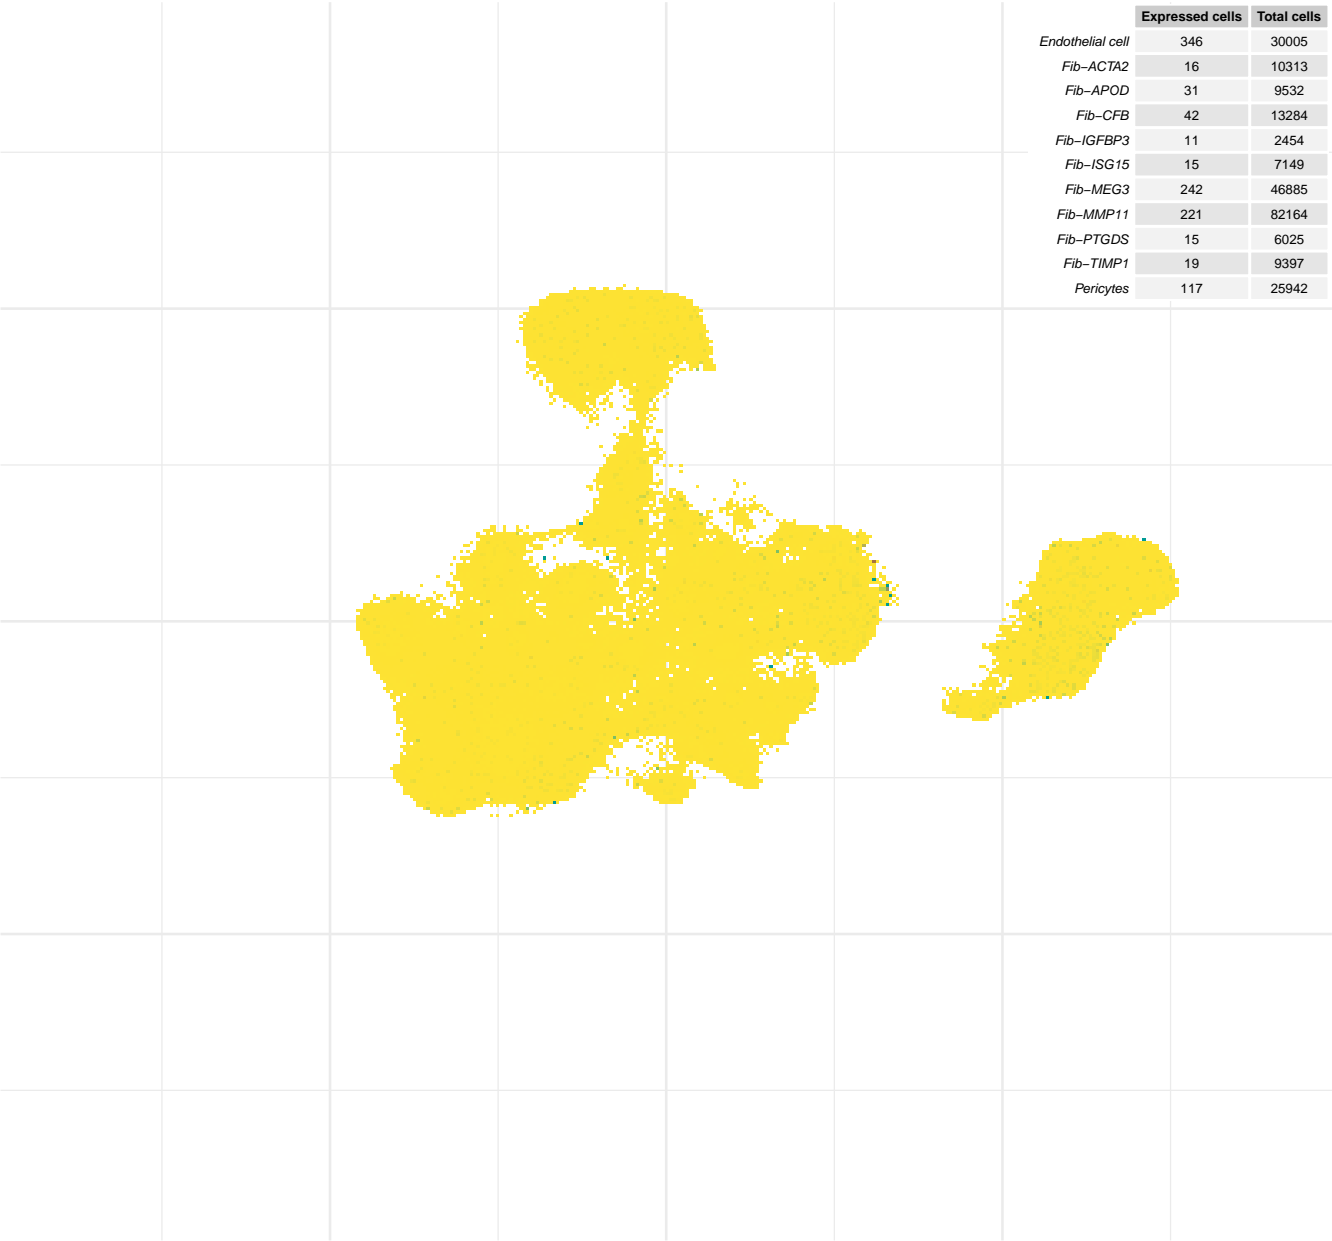 Expressed cells Total cells
Endothelial cell 346 30005
Fib−ACTA2 16 10313
Fib−APOD 31 9532
Fib−CFB 42 13284
Fib−IGFBP3 11 2454
Fib−ISG15 15 7149
Fib−MEG3 242 46885
Fib−MMP11 221 82164
Fib−PTGDS 15 6025
Fib−TIMP1 19 9397
Pericytes 117 25942